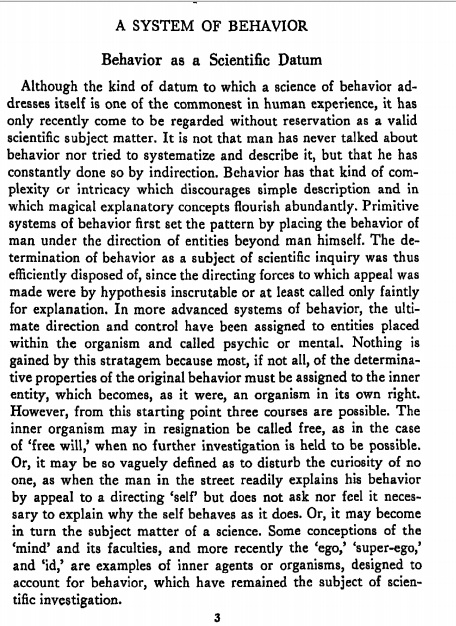 A SYSTEM OF BEHAVIOR
Behavior as a Scientific Datum
Although the kind of datum to which a science of behavior ad-
dresses itself is one of the commonest in human experience, it has
only recently come to be regarded without reservation as a valid
scientific subject matter. It is not that man has never talked about
behavior nor tried to systematize and describe it, but that he has
constantly done so by indirection. Behavior has that kind of com-
plexity or intricacy which discourages simple description and in
which magical explanatory concepts flourish abundantly. Primitive
systems of behavior first set the pattern by placing the behavior of
man under the direction of entities beyond man himself. The de-
termination of behavior as a subject of scientific inquiry was thus
efficiently disposed of, since the directing forces to which appeal was
made were by hypothesis inscrutable or at least called only faintly
for explanation. In more advanced systems of behavior, the ulti-
mate direction and control have been assigned to entities placed
within the organism and called psychic or mental. Nothing is
gained by this stratagem because most, if not all, of the determina-
tive properties of the original behavior must be assigned to the inner
entity, which becomes, as it were, an organism in its own right.
However, from this starting point three courses are possible. The
inner organism may in resignation be called free, as in the case
of ‘free will,’ when no further investigation is held to be possible.
Or, it may be so vaguely defined as to disturb the curiosity of no
one, as when the man in the street readily explains his behavior
by appeal to a directing ‘self’ but does not ask nor feel it neces-
sary to explain why the self behaves as it does. Or, it may become
in turn the subject matter of a science. Some conceptions of the
‘mind’ and its faculties, and more recently the ‘ego,’ ‘super-ego,’
and ‘id,’ are examples of inner agents or organisms, designed to
account for behavior, which have remained the subject of scien-
tific investigation.
3